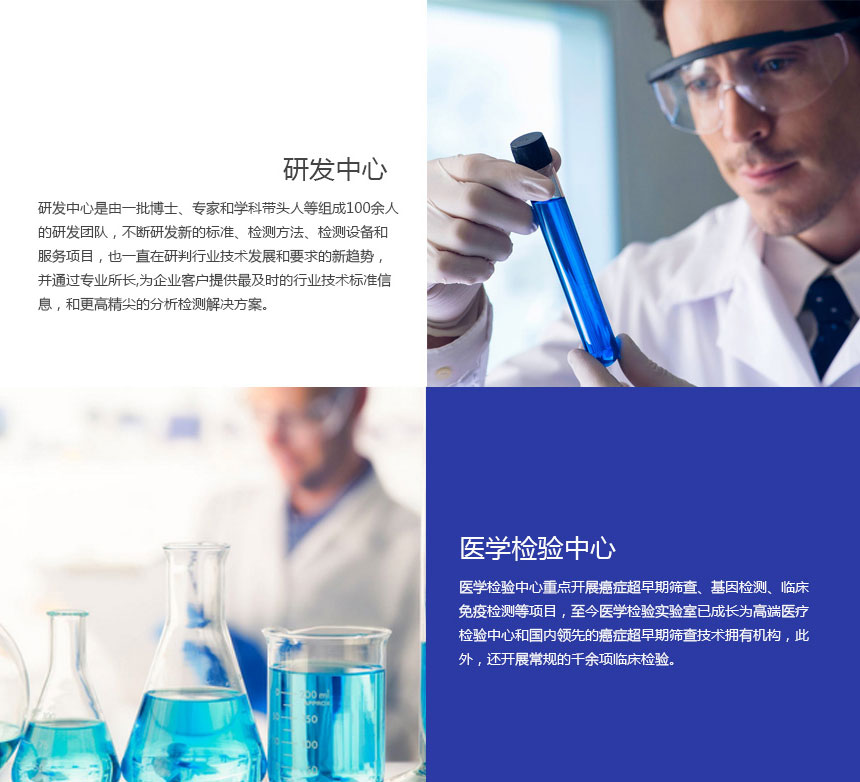 研发中心
研发中心是由一批博士、专家和学科带头人等组成100余人
的研发团队，不断研发新的标准、检测方法、检测设备和
服务项目，也一直在研判行业技术发展和要求的新趋势，
并通过专业所长,为企业客户提供最及时的行业技术标准信
息，和更高精尖的分析检测解决方案。
医学检验中心
医学检验中心重点开展癌症超早期筛查、基因检测、临床
免疫检测等项目，至今医学检验实验室已成长为高端医疗
检验中心和国内领先的癌症超早期筛查技术拥有机构，此
外，还开展常规的千余项临床检验。
200 ml
APPROX